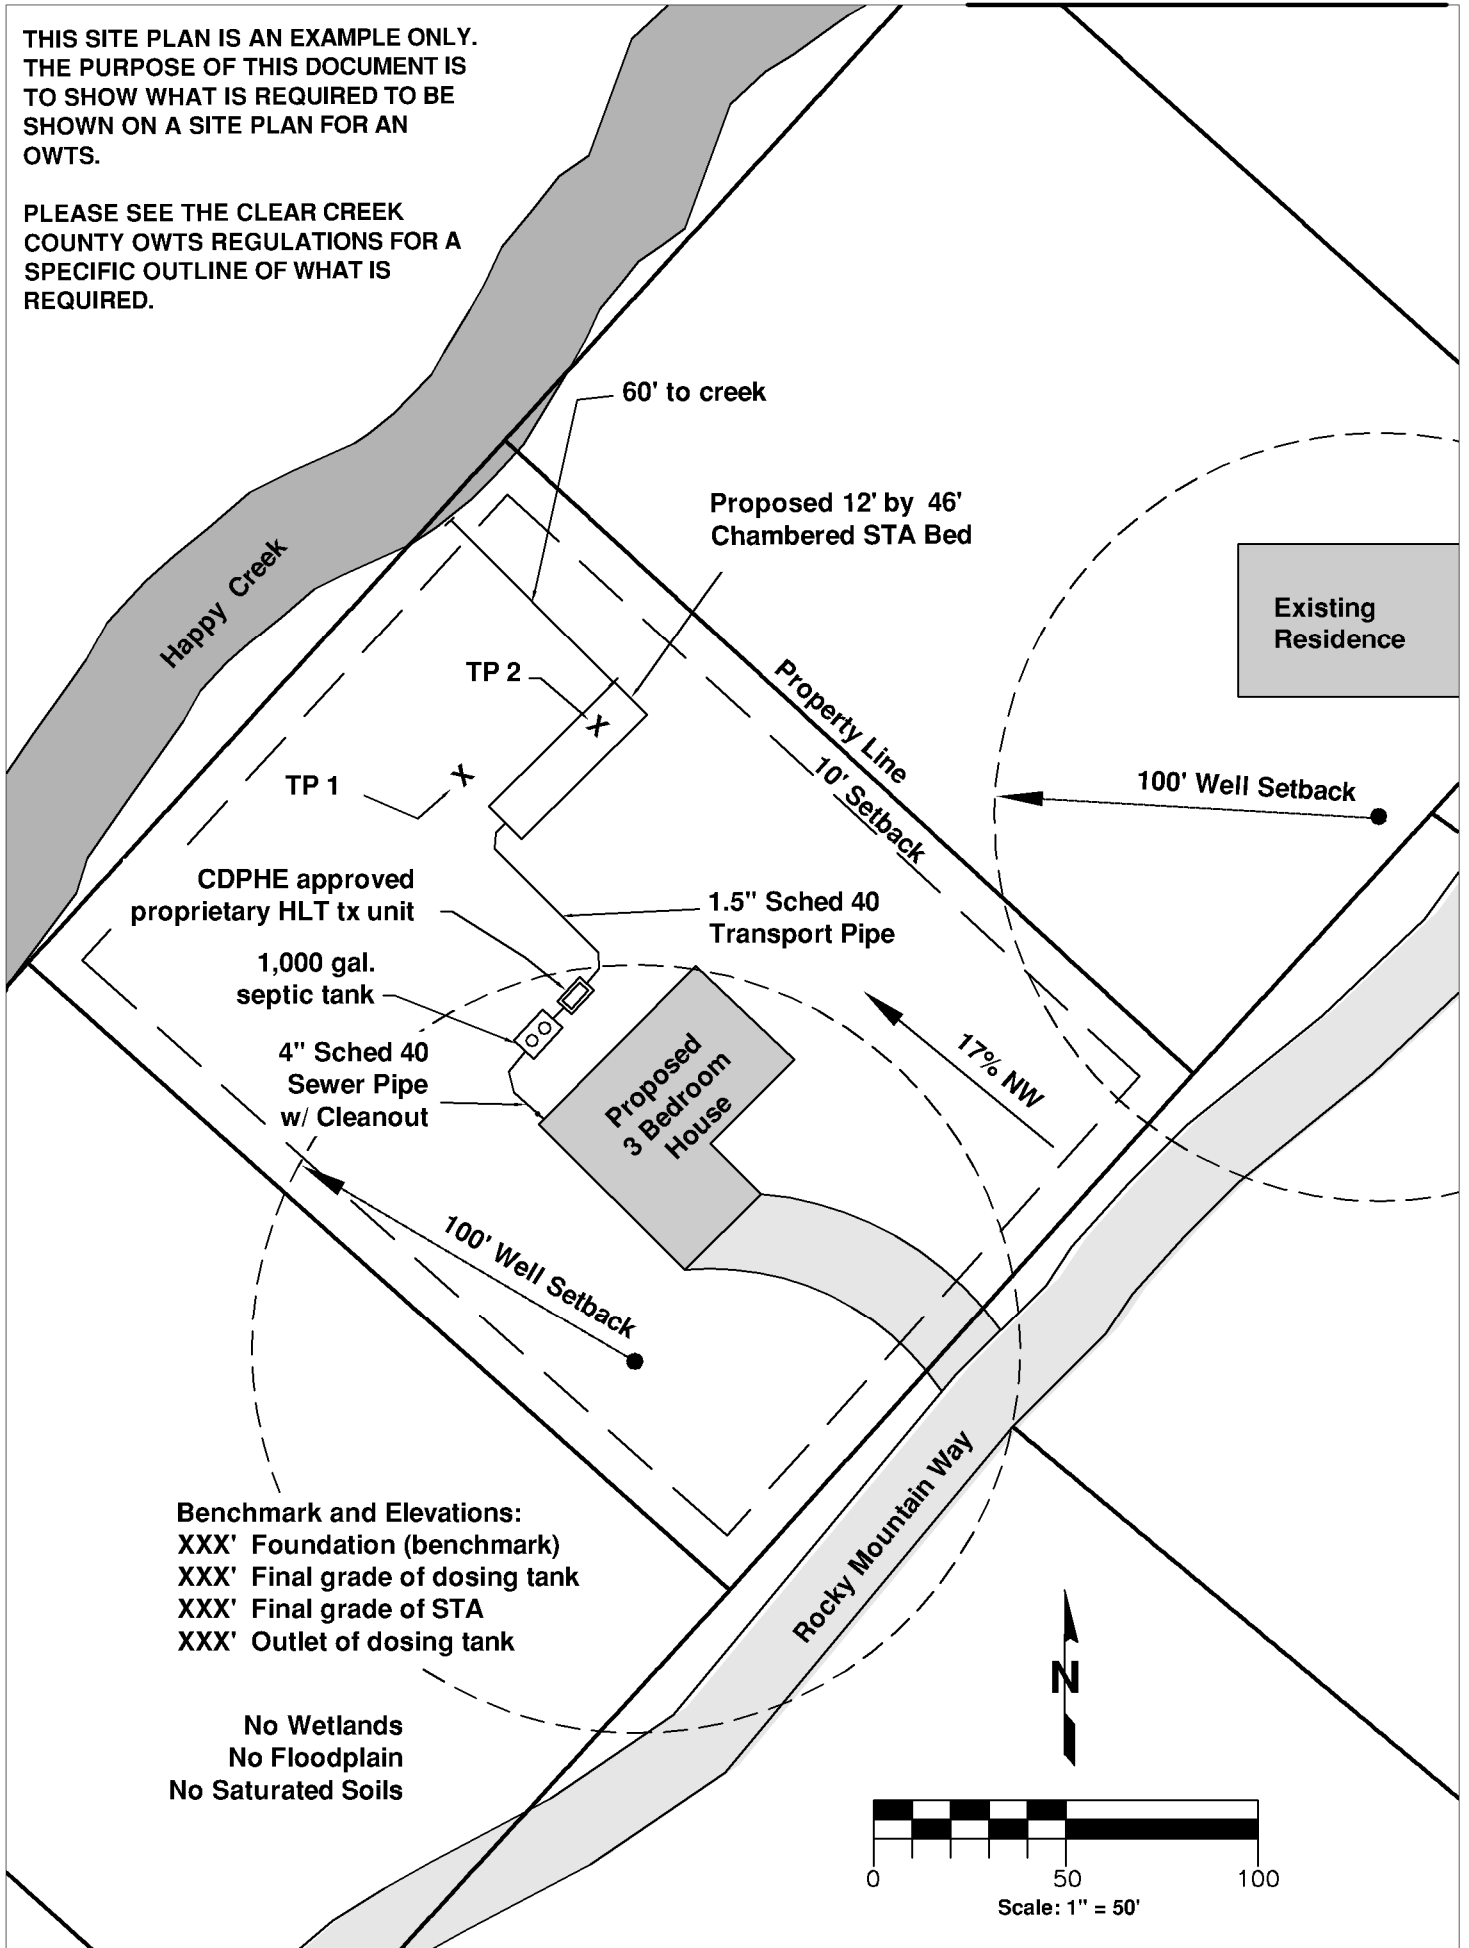 THIS SITE PLAN IS AN EXAMPLE ONLY.
THE PURPOSE OF THIS DOCUMENT IS
TO SHOW WHAT IS REQUIRED TO BE
SHOWN ON A SITE PLAN FOR AN
OWTS.
PLEASE SEE THE CLEAR CREEK
COUNTY OWTS REGULATIONS FOR A
SPECIFIC OUTLINE OF WHAT IS
REQUIRED.
60' to creek
Proposed 12' by 46'
Chambered STA Bed
Happy Creek
Existing
Residence
TP 2
Property Line
10' Setback
TP 1
X
X
100' Well Setback
CDPHE approved
proprietary HLT tx unit
1.5" Sched 40
Transport Pipe
1,000 gal.
septic tank
4" Sched 40
Sewer Pipe
w/ Cleanout
Proposed
3 Bedroom
House
17% NW
100' Well Setback
Rocky Mountain Way
Benchmark and Elevations:
XXX' Foundation (benchmark)
XXX' Final grade of dosing tank
XXX' Final grade of STA
XXX' Outlet of dosing tank
No Wetlands
No Floodplain
No Saturated Soils
N
0 50 100
Scale: 1" = 50'